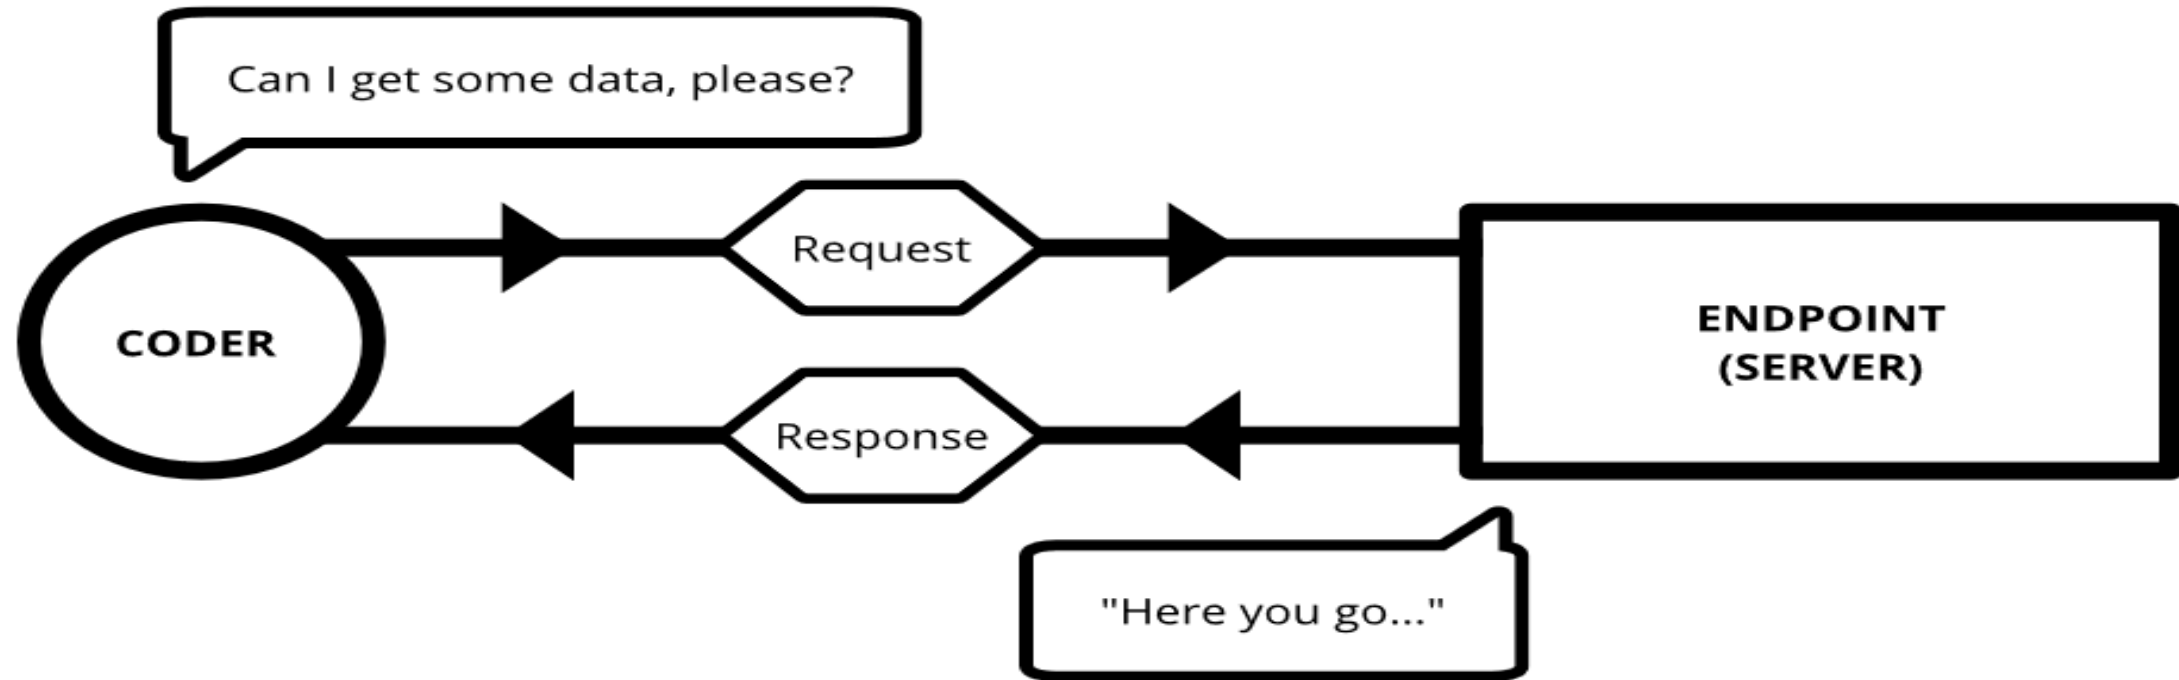 Can I get some data, please?
Request
CODER
ENDPOINT
(SERVER)
Response
"Here you go..."